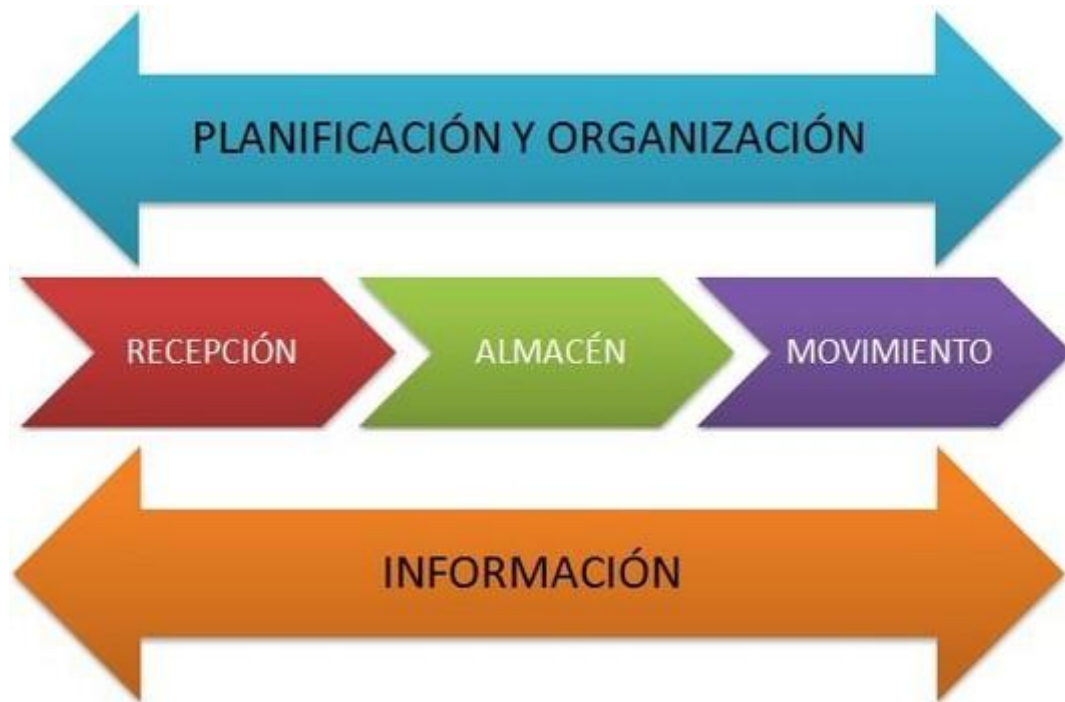 PLANIFICACIÓN Y ORGANIZACIÓN
RECEPCIÓN
ALMACÉN
MOVIMIENTO
INFORMACIÓN